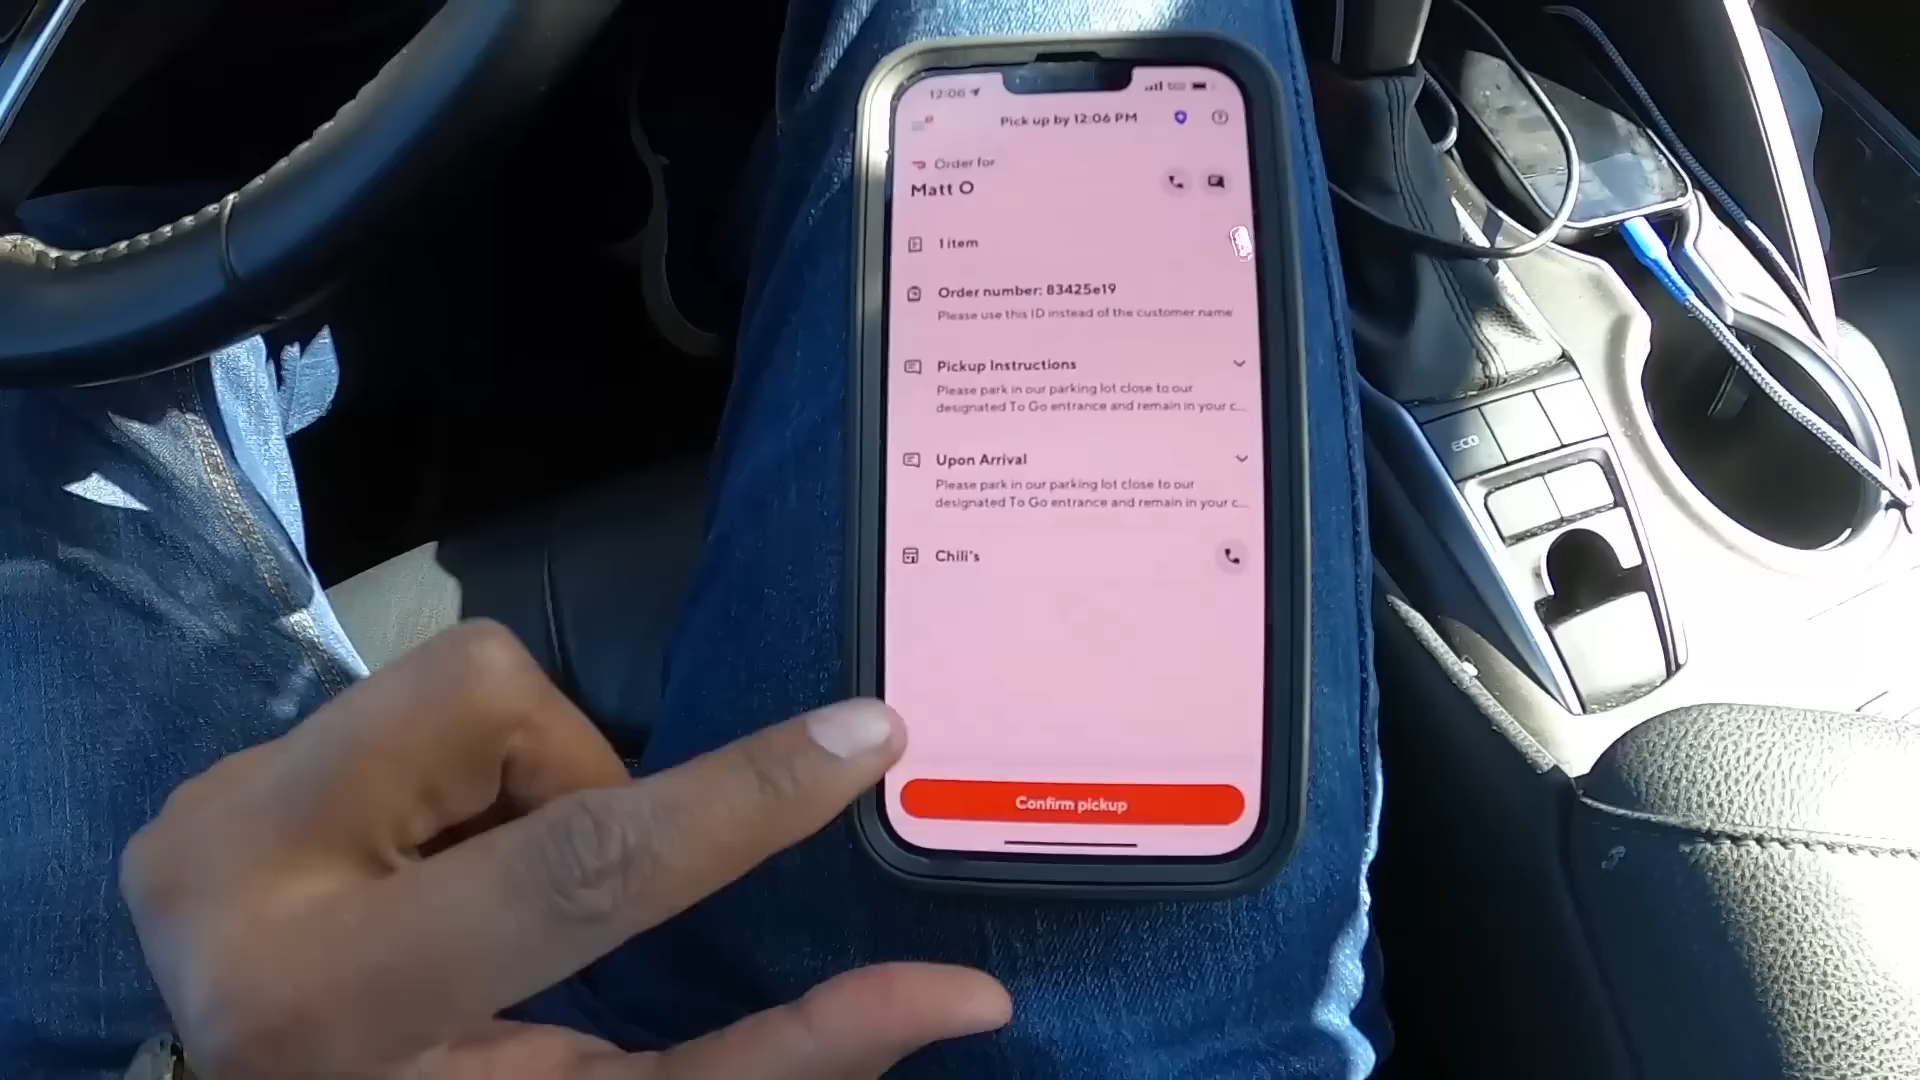 12:06
Pick up by 12:06 PM
Order for
Matt O
1 item
Order number: 83425e19
Please use this ID instead of the customer name
Pickup Instructions
Please park in our parking lot close to our
designated To Go entrance and remain in your c...
Upon Arrival
Please park in our parking lot close to our
designated To Go entrance and remain in your c...
Chili's
Confirm pickup
ECO